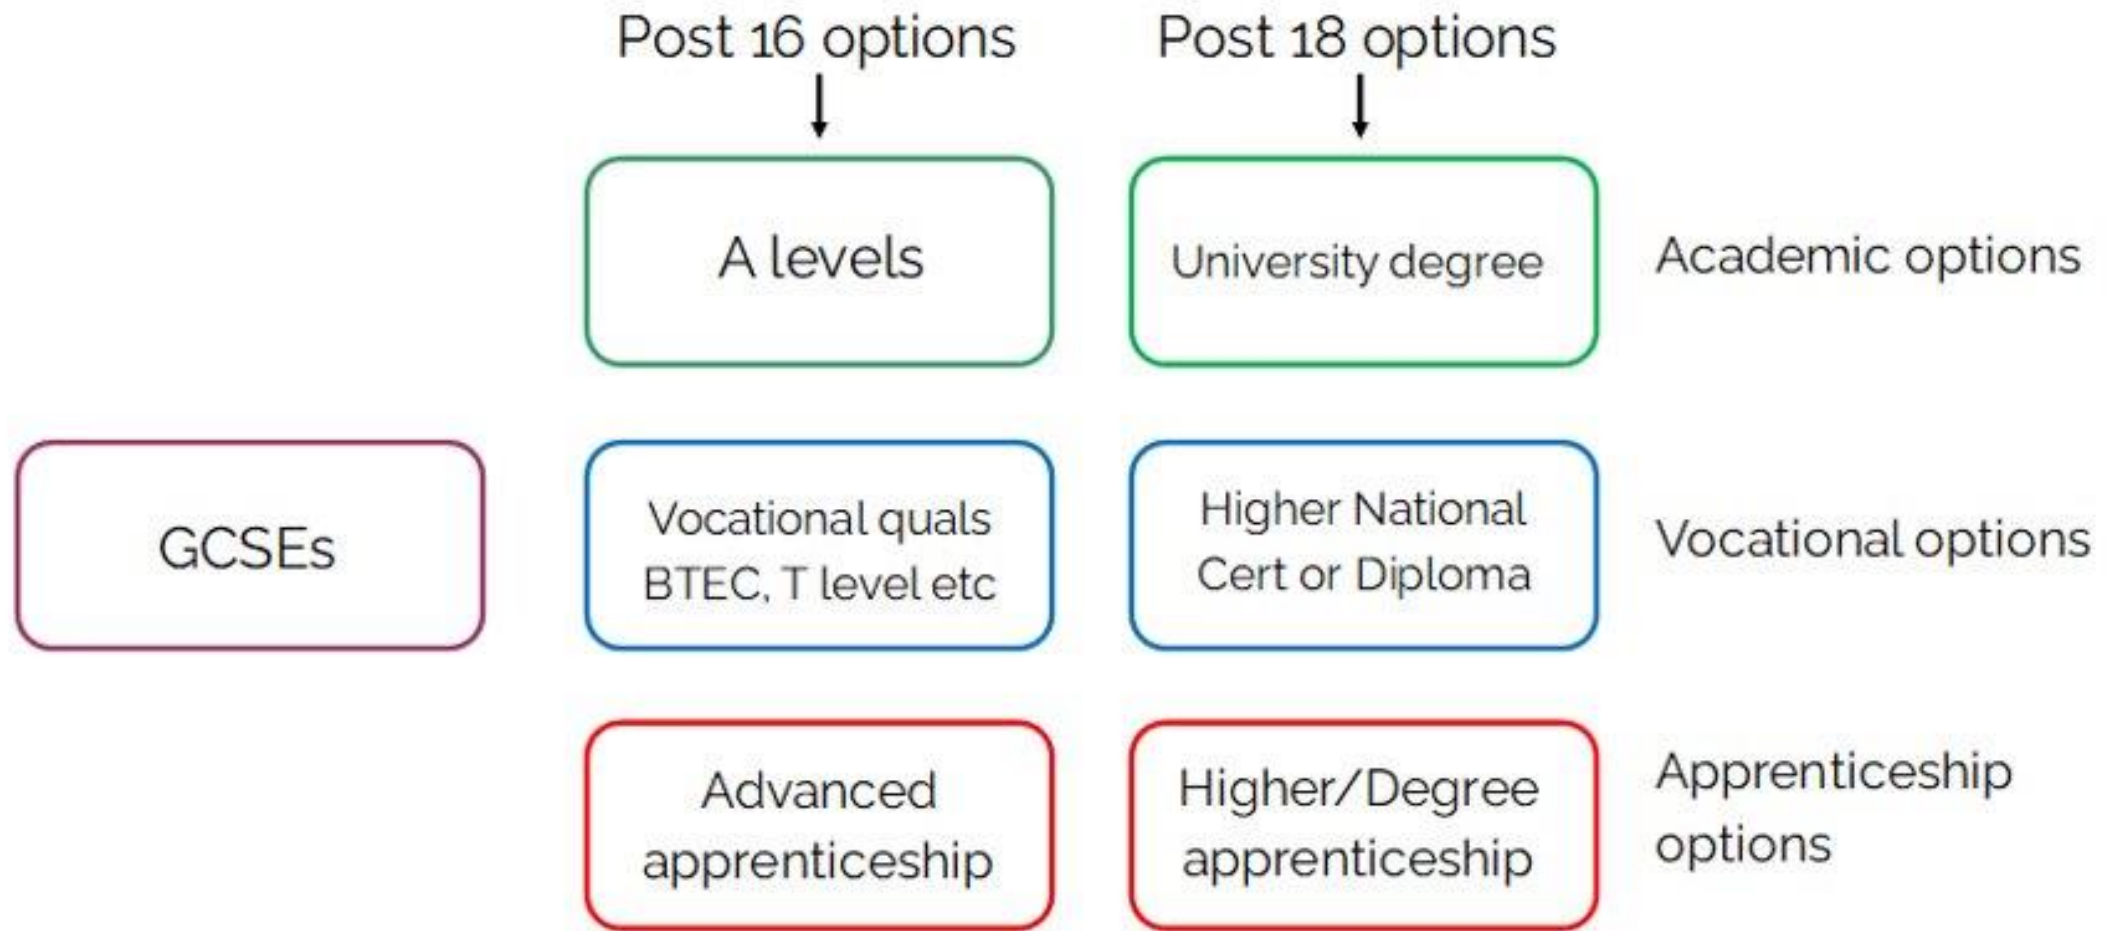 Post 16 options
Post 18 options
A levels
University degree
Academic options
GCSEs
Vocational quals
BTEC, T level etc
Higher National
Cert or Diploma
Vocational options
Advanced
apprenticeship
Higher/Degree
apprenticeship
Apprenticeship
options